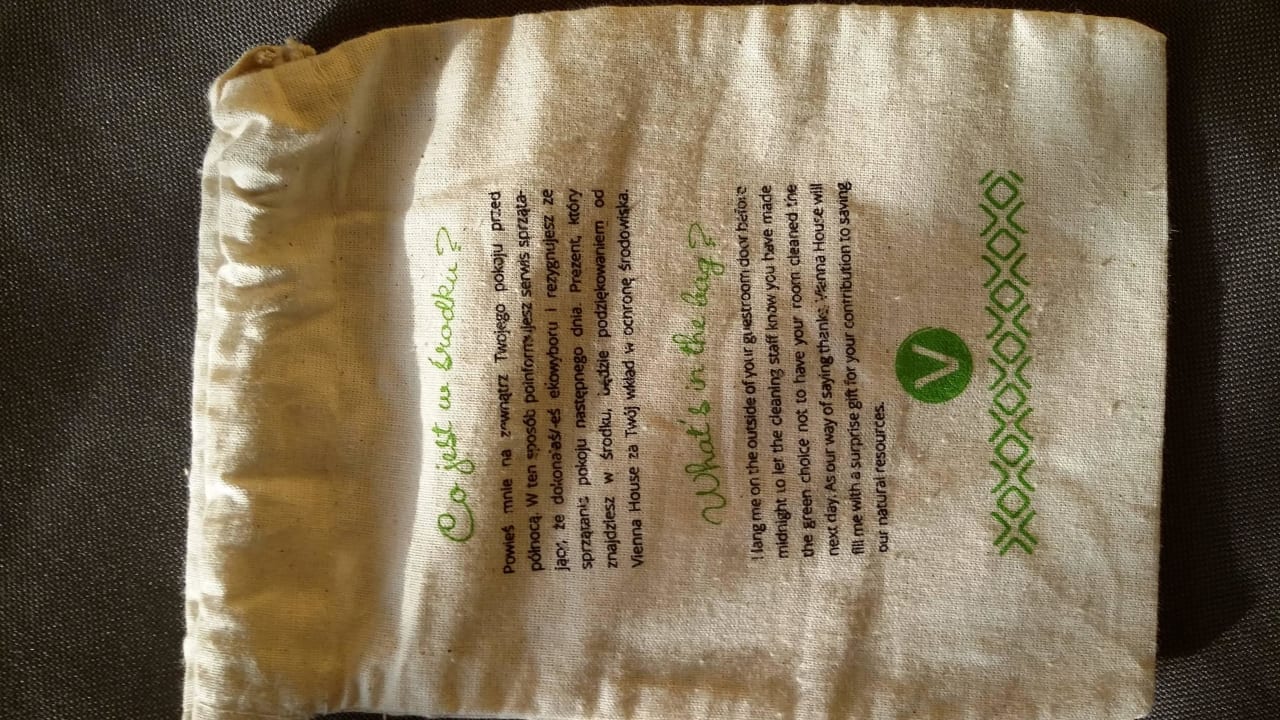 Co jest w środku?
Powieś mnie na zewnątrz Twojego pokoju przed
północą. W ten sposób poinformujesz serwis sprząta-
jący, że dokonałaś/-eś ekowyboru i rezygnujesz ze
sprzątania pokoju następnego dnia. Prezent, który
znajdziesz w środku, będzie podziękowaniem od
Vienna House za Twój wkład w ochronę środowiska.
What's in the bag?
Hang me on the outside of your guestroom door before
midnight to let the cleaning staff know you have made
the green choice not to have your room cleaned the
next day. As our way of saying thanks, Vienna House will
fill me with a surprise gift for your contribution to saving
our natural resources.
V